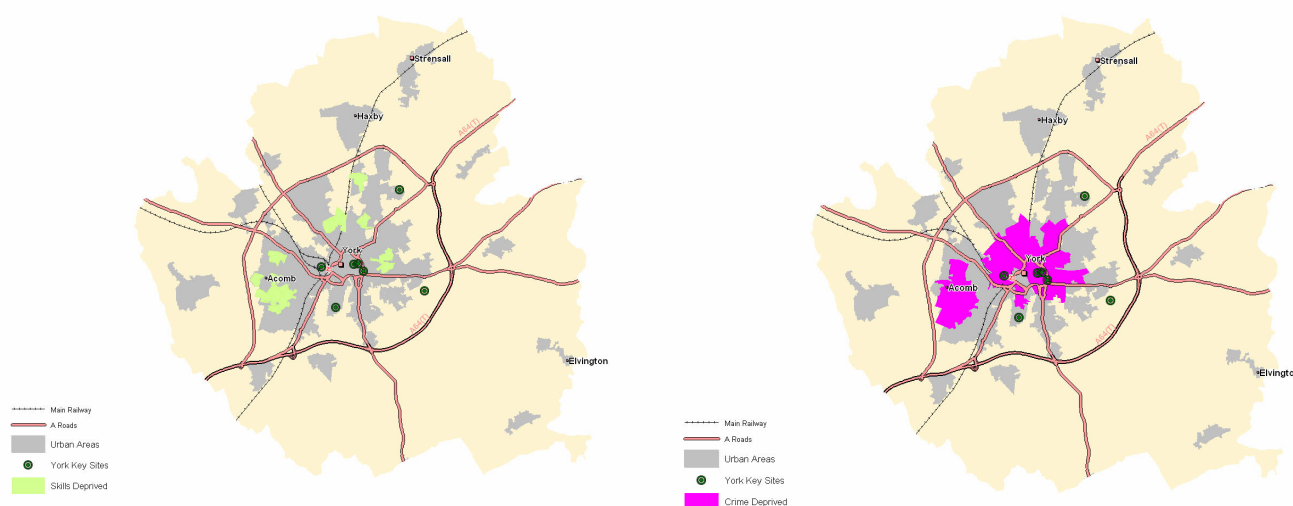 Strensall
Haxby
A64(T)
York
Acomb
A64(T)
Elvington
Main Railway
A Roads
Urban Areas
York Key Sites
Skills Deprived
Strensall
Haxby
A64(T)
York
Acomb
A64(T)
Elvington
Main Railway
A Roads
Urban Areas
York Key Sites
Crime Deprived